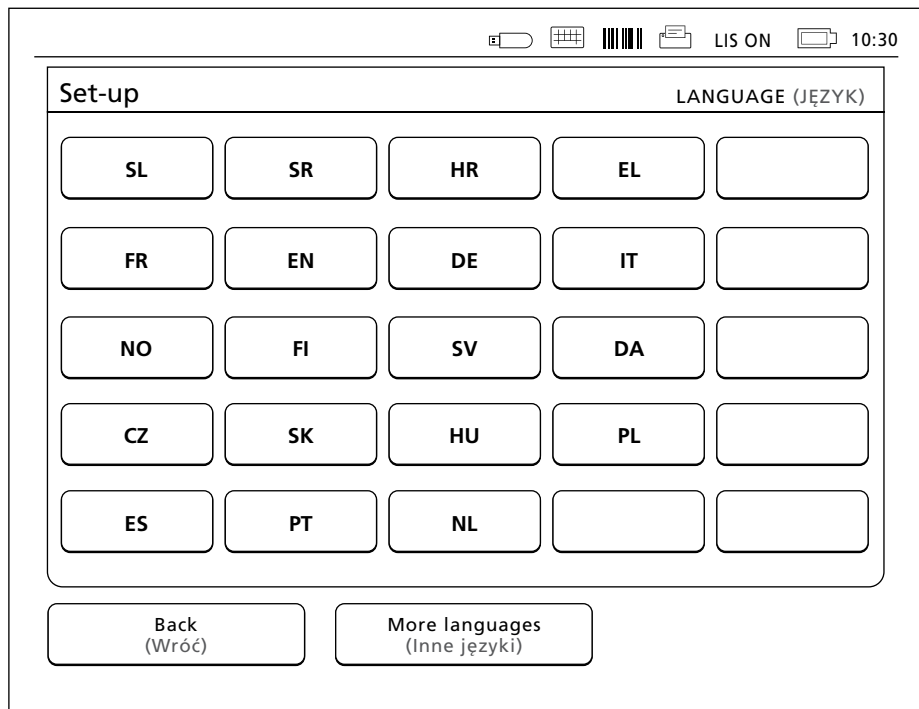 LIS ON 10:30
Set-up LANGUAGE (JĘZYK)
SL SR HR EL
FR EN DE IT
NO FI SV DA
CZ SK HU PL
ES PT NL
Back
(Wróć)
More languages
(Inne języki)